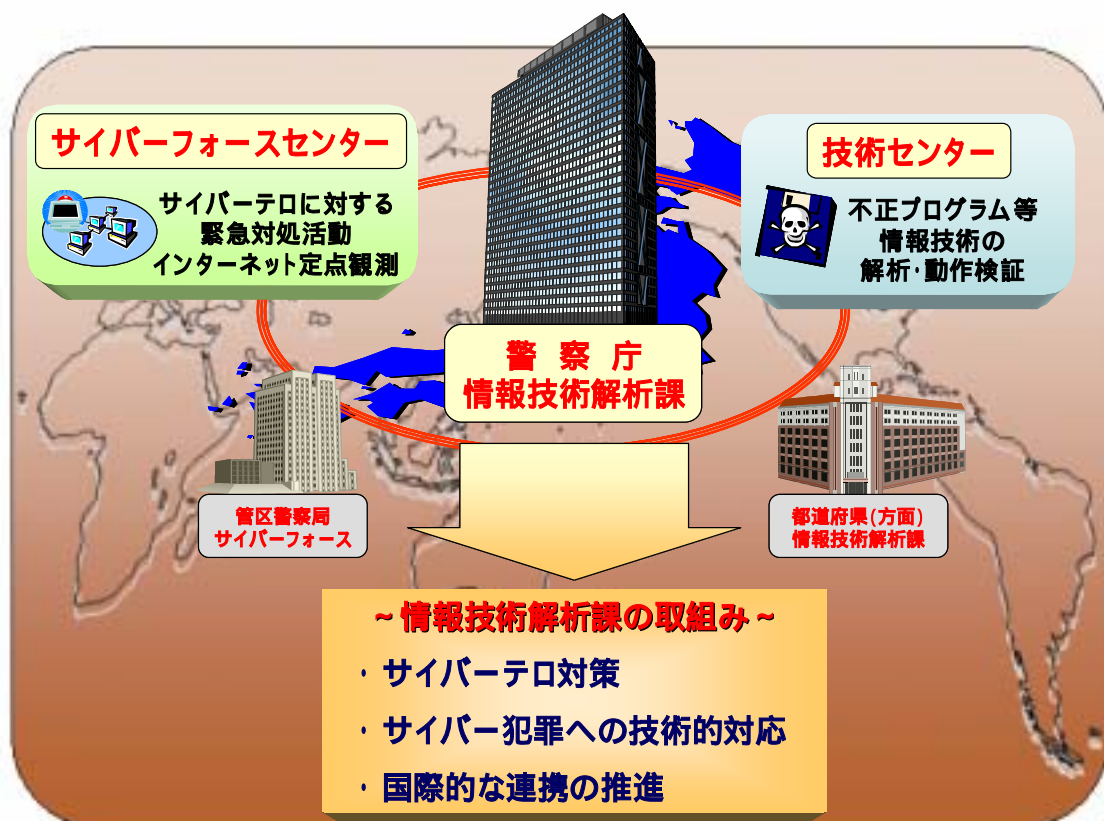 サイバーフォースセンター
サイバーテロに対する
緊急対処活動
インターネット定点観測
技術センター
不正プログラム等
情報技術の
解析・動作検証
警 察 庁
情報技術解析課
管区警察局
サイバーフォース
都道府県(方面)
情報技術解析課
~情報技術解析課の取組み~
・サイバーテロ対策
・サイバー犯罪への技術的対応
・国際的な連携の推進